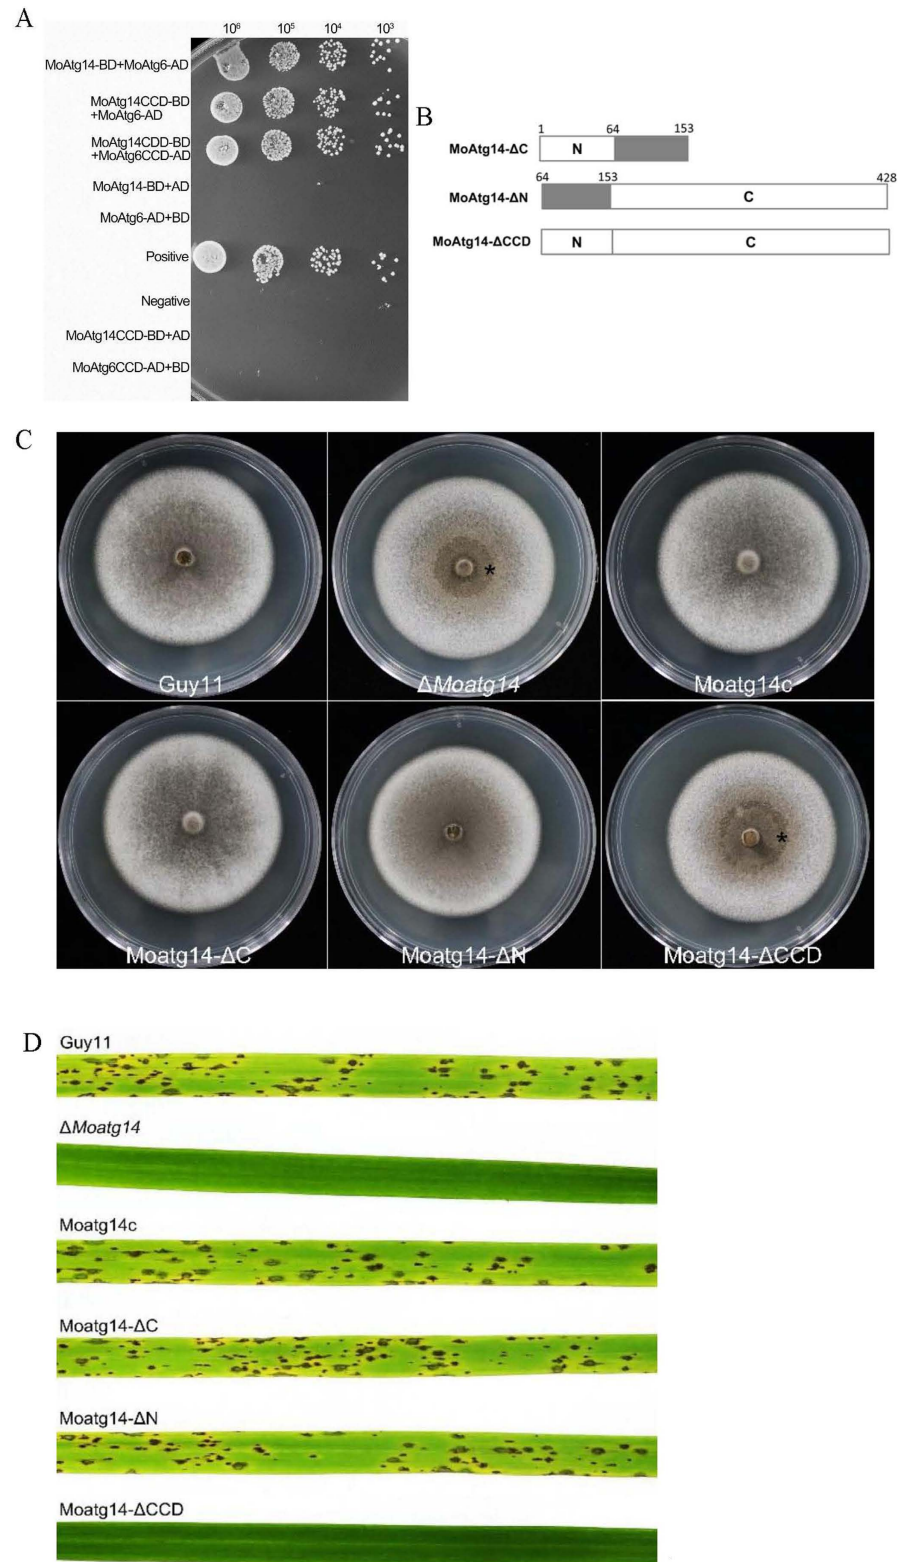 A
10⁶ 10⁵ 10⁴ 10³
MoAtg14-BD+MoAtg6-AD
MoAtg14CCD-BD
+MoAtg6-AD
MoAtg14CDD-BD
+MoAtg6CCD-AD
MoAtg14-BD+AD
MoAtg6-AD+BD
Positive
Negative
MoAtg14CCD-BD+AD
MoAtg6CCD-AD+BD
B
1 64 153
MoAtg14-ΔC N
64 153 428
MoAtg14-ΔN C
MoAtg14-ΔCCD N C
C
*
Guy11 ΔMoatg14 Moatg14c
*
Moatg14-ΔC Moatg14-ΔN Moatg14-ΔCCD
D
Guy11
ΔMoatg14
Moatg14c
Moatg14-ΔC
Moatg14-ΔN
Moatg14-ΔCCD